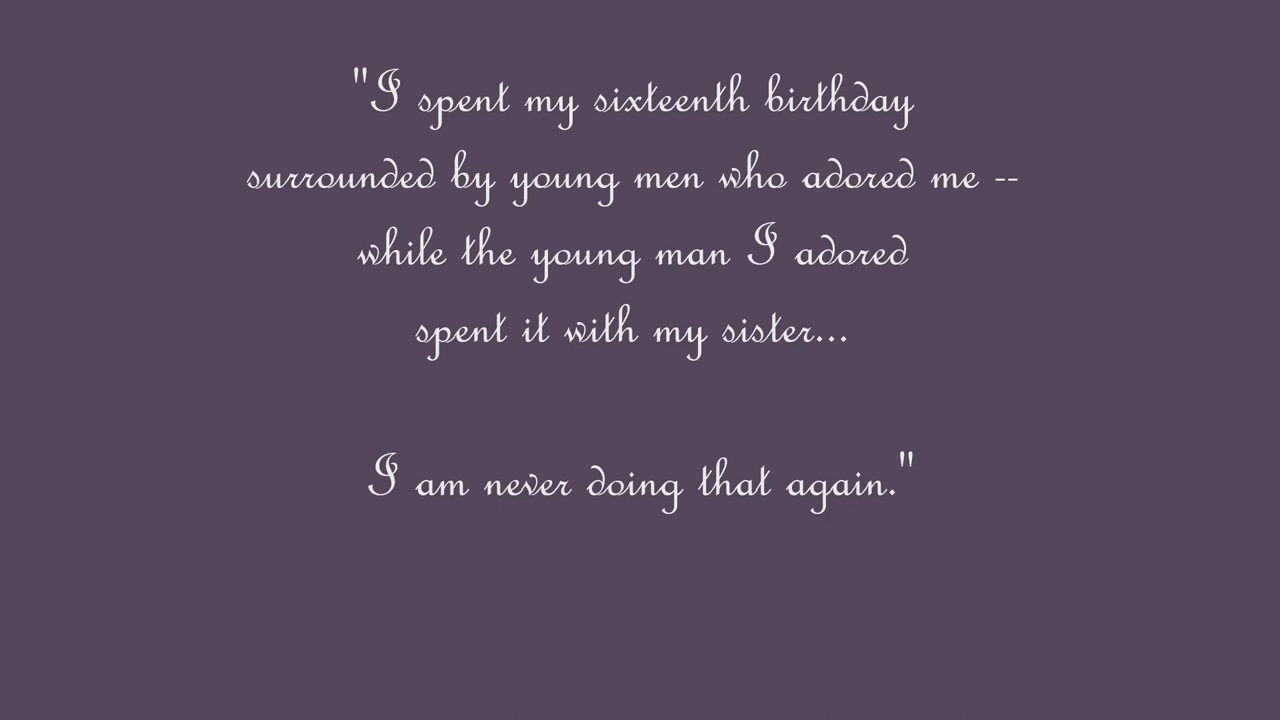 "I spent my sixteenth birthday
surrounded by young men who adored me --
while the young man I adored
spent it with my sister...
I am never doing that again."